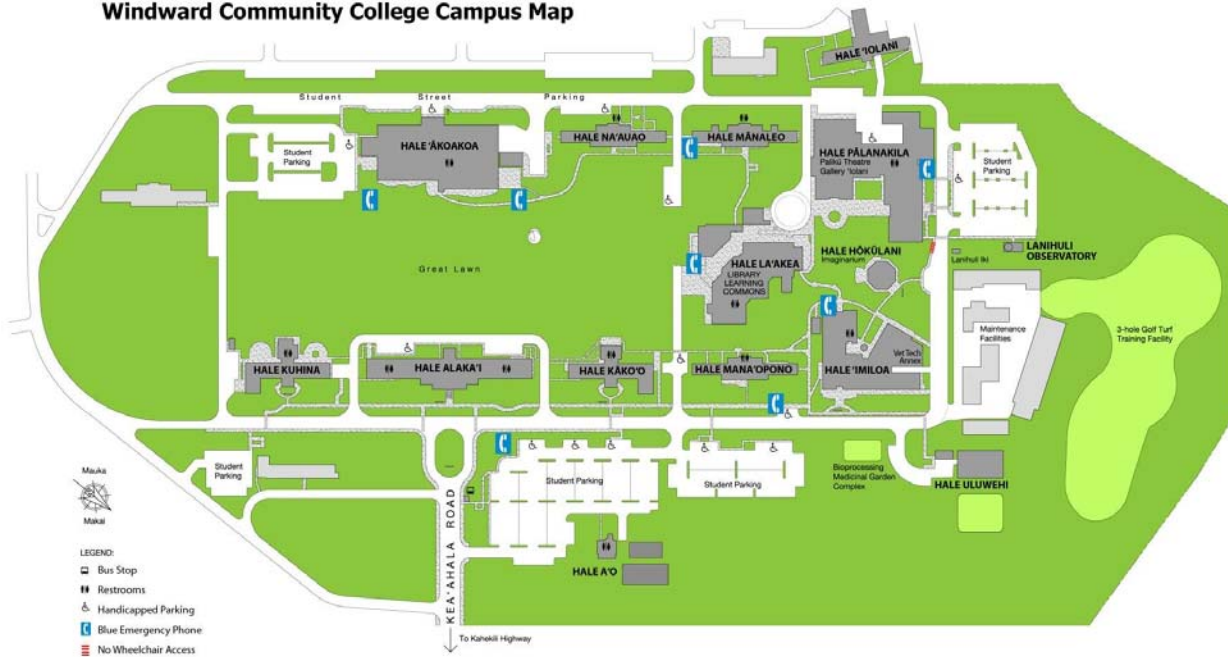 Windward Community College Campus Map
HALE 'IOLANI
Student Street Parking
HALE 'ĀKOAKOA
HALE NA'AUAO
HALE MĀNALEO
HALE PĀLANAKILA
Palikū Theatre
Gallery 'Iolani
Student
Parking
Student
Parking
HALE HŌKŪLANI
Imaginarium
Lanihuli Iki
LANIHULI
OBSERVATORY
Great Lawn
HALE LA'AKEA
LIBRARY
LEARNING
COMMONS
Maintenance
Facilities
3-hole Golf Turf
Training Facility
HALE KUHINA
HALE ALAKA'I
HALE KĀKO'O
HALE MANA'OPONO
HALE 'IMILOA
Vet Tech
Annex
Student
Parking
Student Parking
Student Parking
Bioprocessing
Medicinal Garden
Complex
HALE ULUWEHI
HALE A'O
KEA'AHALA ROAD
To Kahekili Highway
Mauka
Makai
LEGEND:
Bus Stop
Restrooms
Handicapped Parking
Blue Emergency Phone
No Wheelchair Access